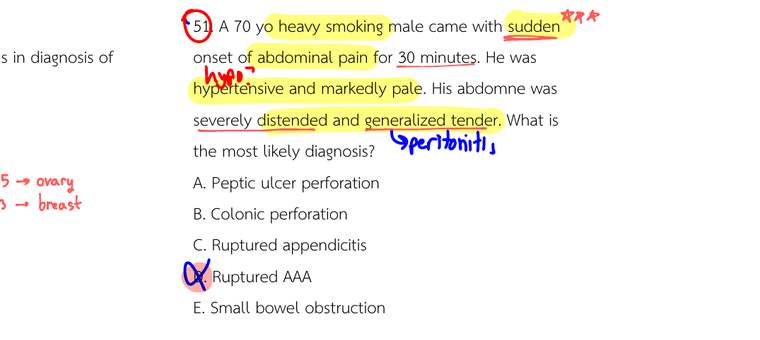 51. A 70 yo heavy smoking male came with sudden ***
s in diagnosis of
onset of abdominal pain for 30 minutes. He was
hypo?
hypertensive and markedly pale. His abdomne was
severely distended and generalized tender. What is
↳peritonitis
the most likely diagnosis?
5 → ovary
A. Peptic ulcer perforation
3 → breast
B. Colonic perforation
C. Ruptured appendicitis
D. Ruptured AAA
E. Small bowel obstruction